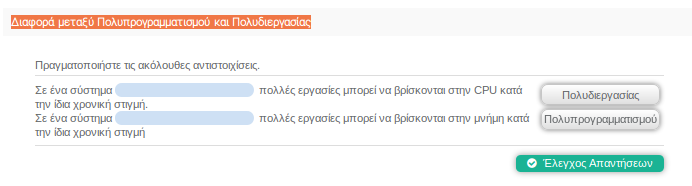 Διαφορά μεταξύ Πολυπρογραμματισμού και Πολυδιεργασίας
Πραγματοποιήστε τις ακόλουθες αντιστοιχίσεις.
Σε ένα σύστημα πολλές εργασίες μπορεί να βρίσκονται στην CPU κατά
την ίδια χρονική στιγμή.
Σε ένα σύστημα πολλές εργασίες μπορεί να βρίσκονται στην μνήμη κατά
την ίδια χρονική στιγμή
Πολυδιεργασίας
Πολυπρογραμματισμού
Έλεγχος Απαντήσεων